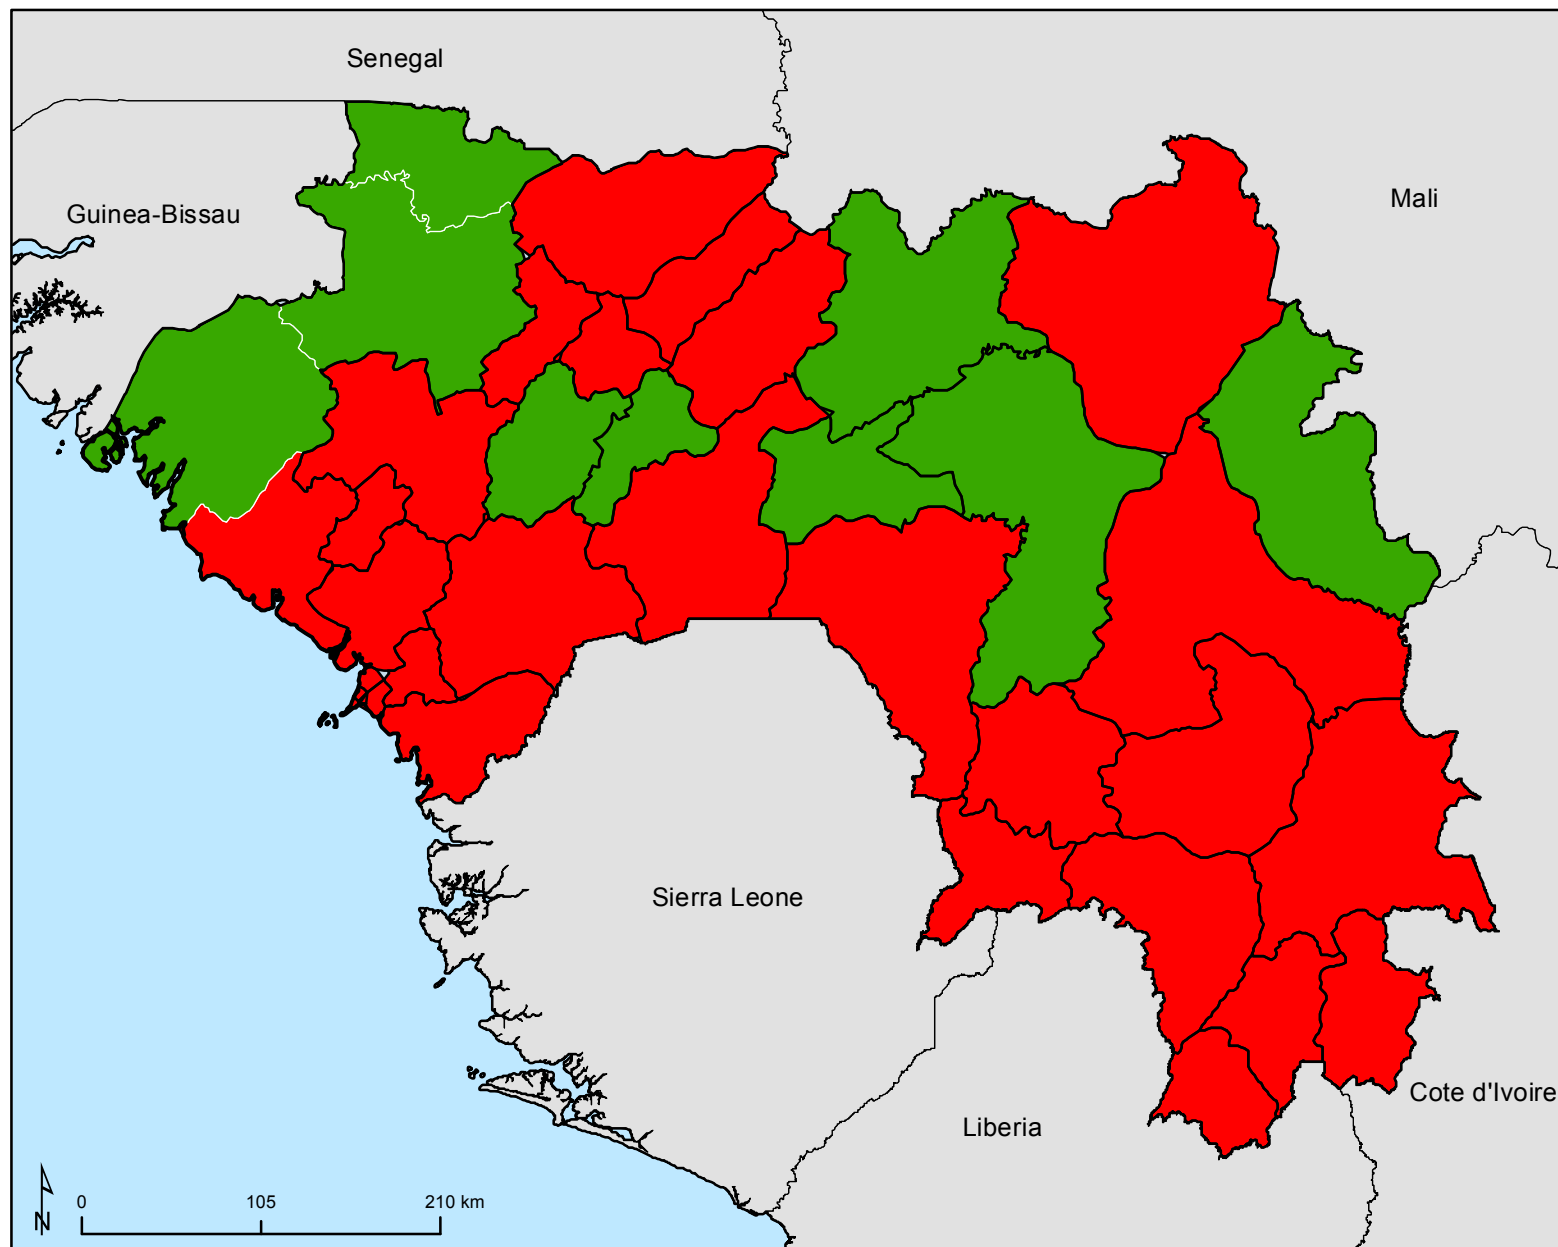 Senegal
Mali
Guinea-Bissau
Sierra Leone
Cote d'Ivoire
Liberia
0 105 210 km
N